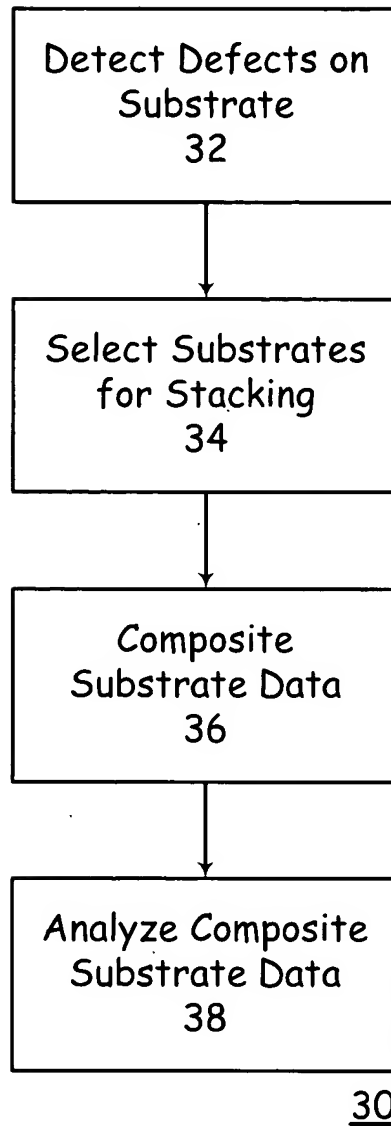 Detect Defects on
Substrate
32
Select Substrates
for Stacking
34
Composite
Substrate Data
36
Analyze Composite
Substrate Data
38
30